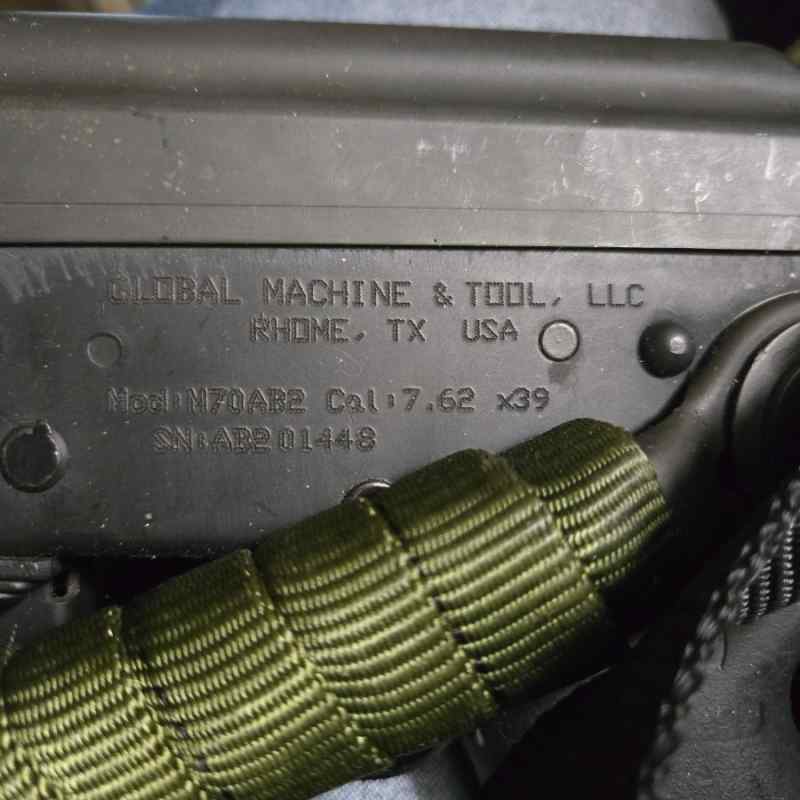 GLOBAL MACHINE & TOOL, LLC
RHOME, TX USA
Mod:M70AB2 Cal:7.62 x39
SN:AB201448